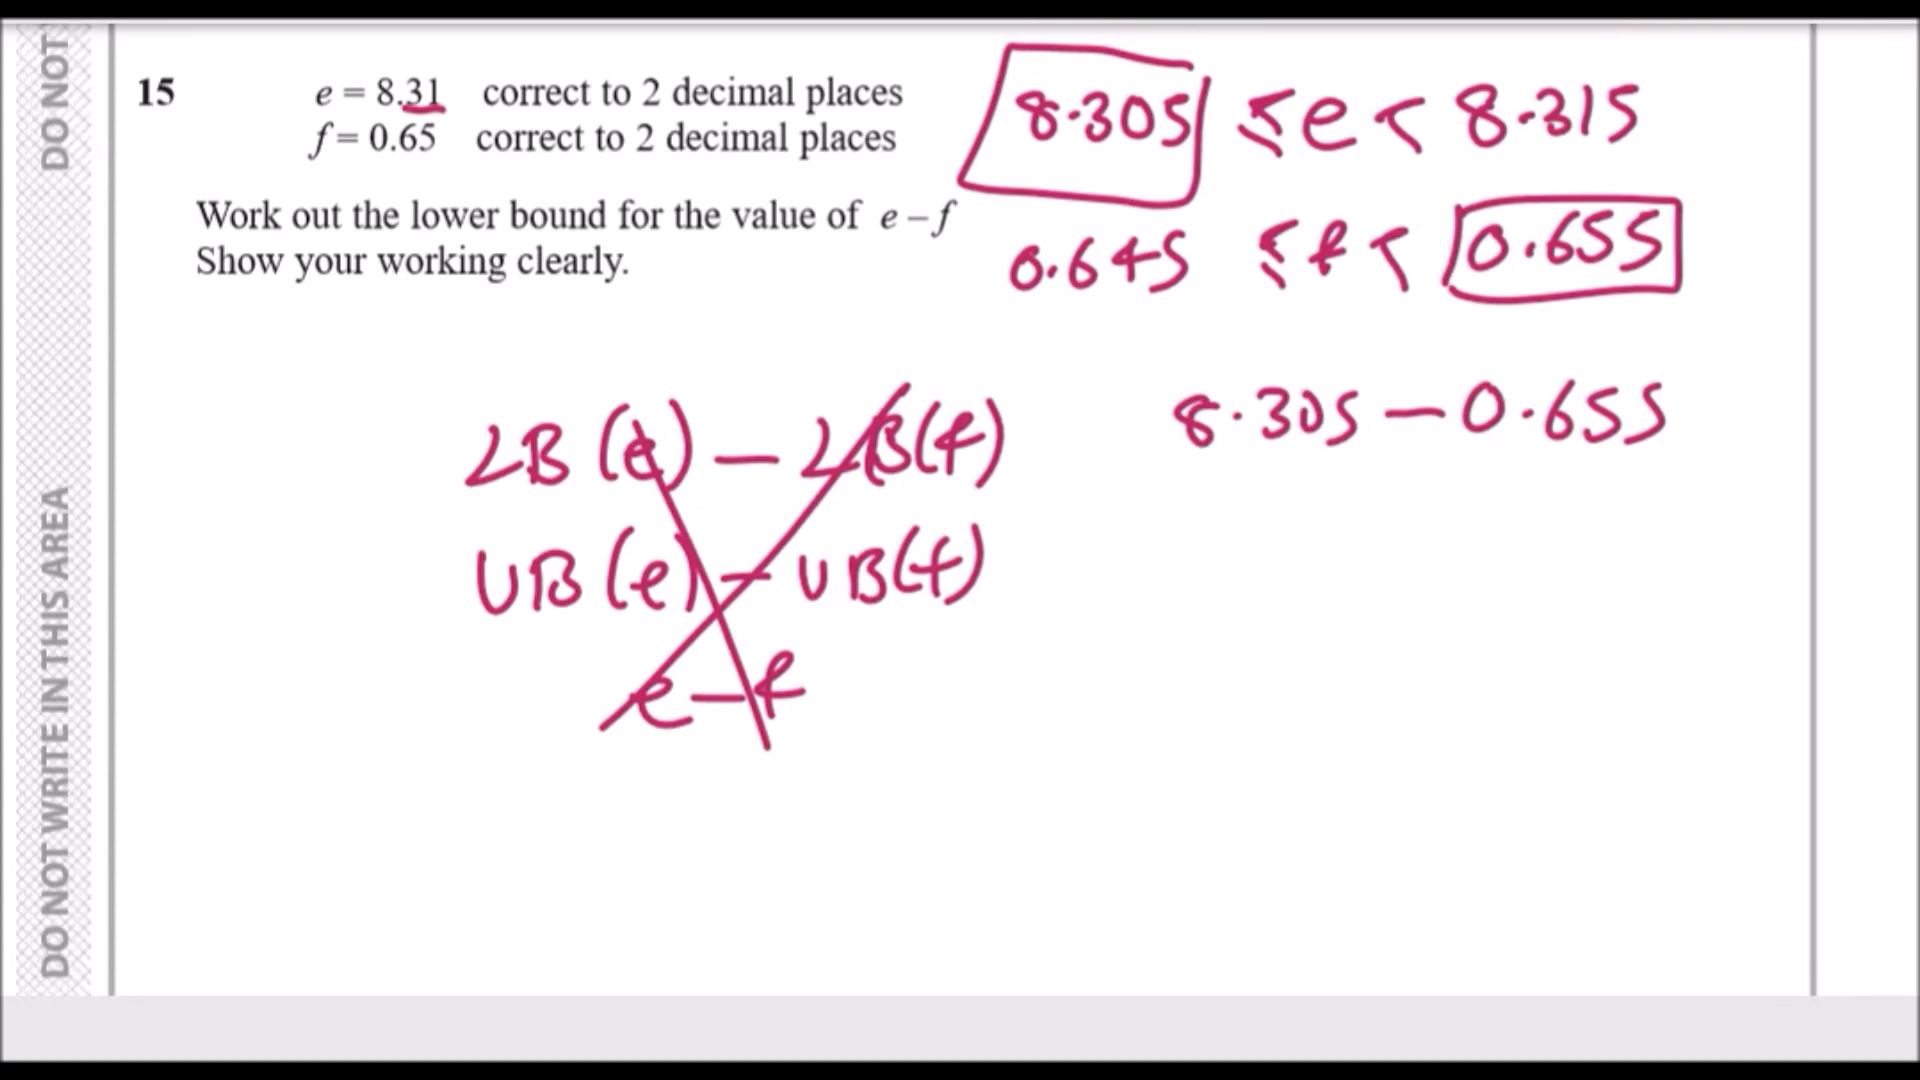 DO NOT
DO NOT WRITE IN THIS AREA
15 e = 8.31 correct to 2 decimal places
f = 0.65 correct to 2 decimal places
Work out the lower bound for the value of e – f
Show your working clearly.
8.305 ≤ e < 8.315
0.645 ≤ f < 0.655
LB (e) – LB(f)
UB (e) – UB(f)
e – f
8.305 – 0.655